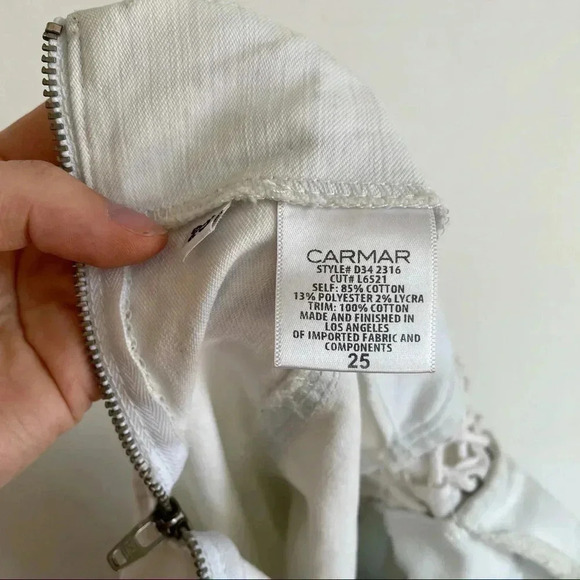 CARMAR
STYLE# D34 2316
CUT# L6521
SELF: 85% COTTON
13% POLYESTER 2% LYCRA
TRIM: 100% COTTON
MADE AND FINISHED IN
LOS ANGELES
OF IMPORTED FABRIC AND
COMPONENTS
25